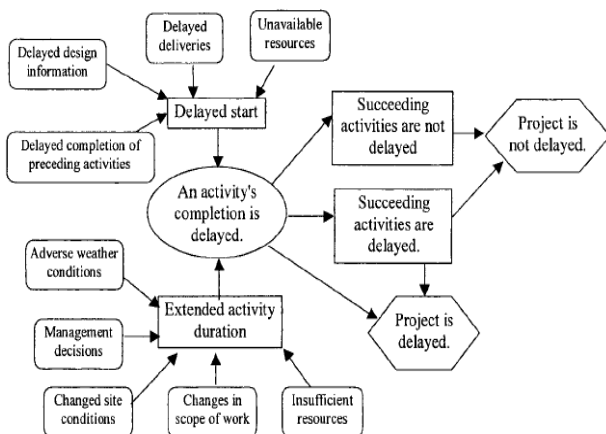 Delayed
deliveries
Unavailable
resources
Delayed design
information
Delayed start
Delayed completion of
preceding activities
Succeeding
activities are not
delayed
Project is
not delayed.
An activity's
completion is
delayed.
Succeeding
activities are
delayed.
Adverse weather
conditions
Extended activity
duration
Project is
delayed.
Management
decisions
Changed site
conditions
Changes in
scope of work
Insufficient
resources